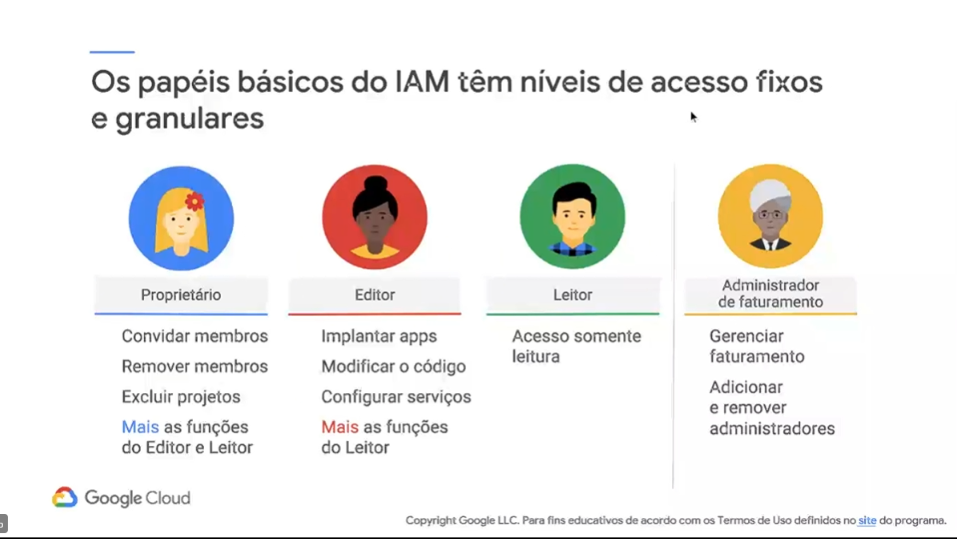 Os papéis básicos do IAM têm níveis de acesso fixos
e granulares
Proprietário
Convidar membros
Remover membros
Excluir projetos
Mais as funções
do Editor e Leitor
Editor
Implantar apps
Modificar o código
Configurar serviços
Mais as funções
do Leitor
Leitor
Acesso somente
leitura
Administrador
de faturamento
Gerenciar
faturamento
Adicionar
e remover
administradores
Google Cloud
Copyright Google LLC. Para fins educativos de acordo com os Termos de Uso definidos no site do programa.